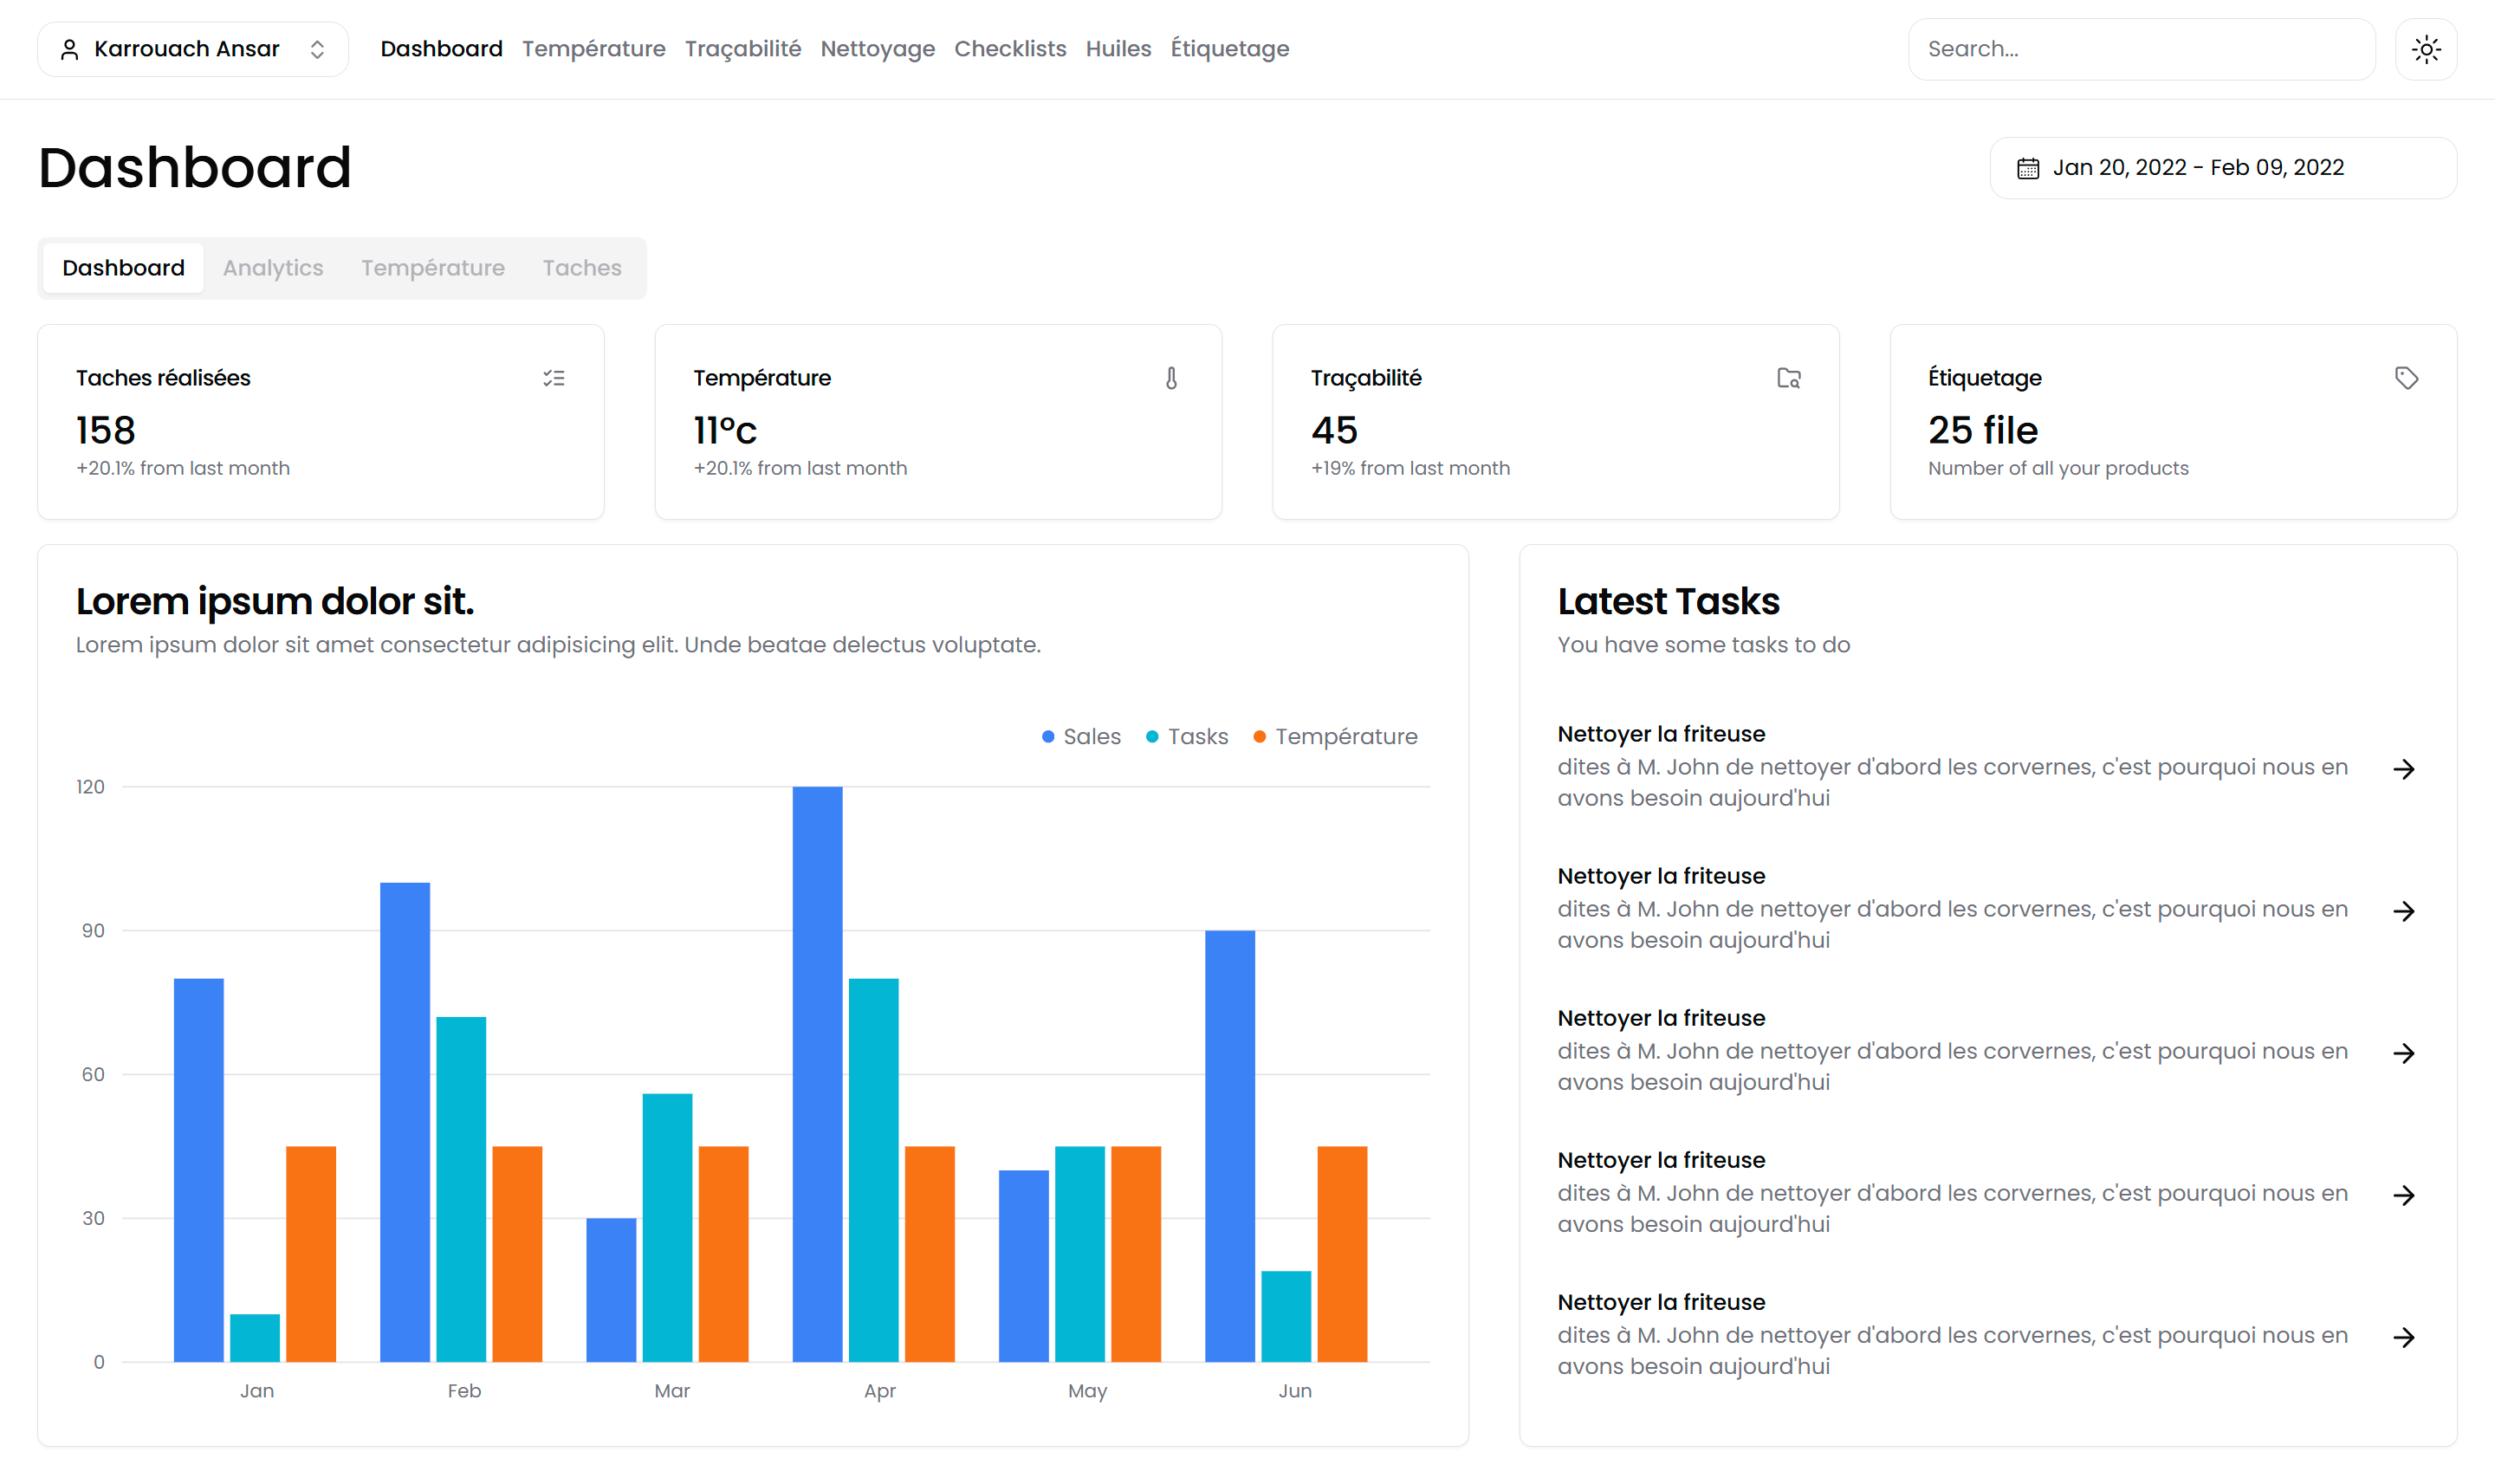 Karrouach Ansar Dashboard Température Traçabilité Nettoyage Checklists Huiles Étiquetage Search...
Dashboard Jan 20, 2022 - Feb 09, 2022
Dashboard Analytics Température Taches
Taches réalisées
158
+20.1% from last month
Température
11°c
+20.1% from last month
Traçabilité
45
+19% from last month
Étiquetage
25 file
Number of all your products
Lorem ipsum dolor sit.
Lorem ipsum dolor sit amet consectetur adipisicing elit. Unde beatae delectus voluptate.
Sales Tasks Température
120
90
60
30
0
Jan Feb Mar Apr May Jun
Latest Tasks
You have some tasks to do
Nettoyer la friteuse
dites à M. John de nettoyer d'abord les corvernes, c'est pourquoi nous en
avons besoin aujourd'hui
Nettoyer la friteuse
dites à M. John de nettoyer d'abord les corvernes, c'est pourquoi nous en
avons besoin aujourd'hui
Nettoyer la friteuse
dites à M. John de nettoyer d'abord les corvernes, c'est pourquoi nous en
avons besoin aujourd'hui
Nettoyer la friteuse
dites à M. John de nettoyer d'abord les corvernes, c'est pourquoi nous en
avons besoin aujourd'hui
Nettoyer la friteuse
dites à M. John de nettoyer d'abord les corvernes, c'est pourquoi nous en
avons besoin aujourd'hui